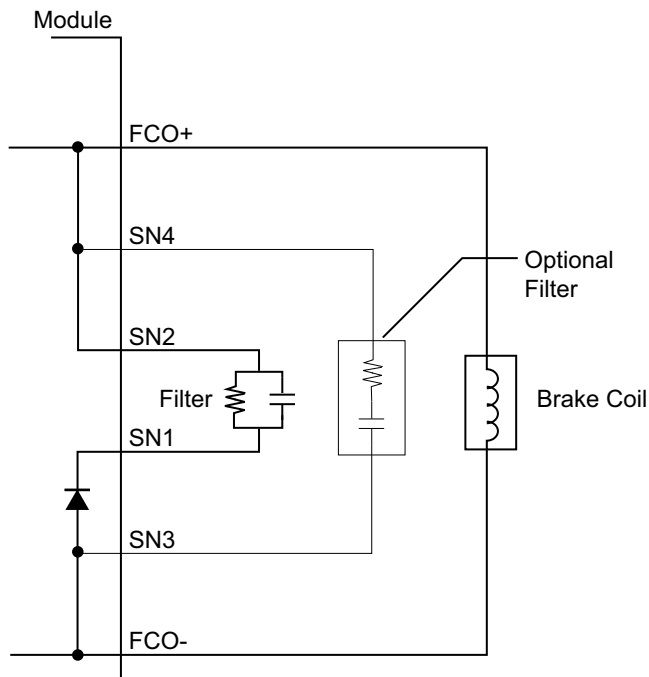 Module
FCO+
SN4
Optional
Filter
SN2
Filter
Brake Coil
SN1
SN3
FCO-